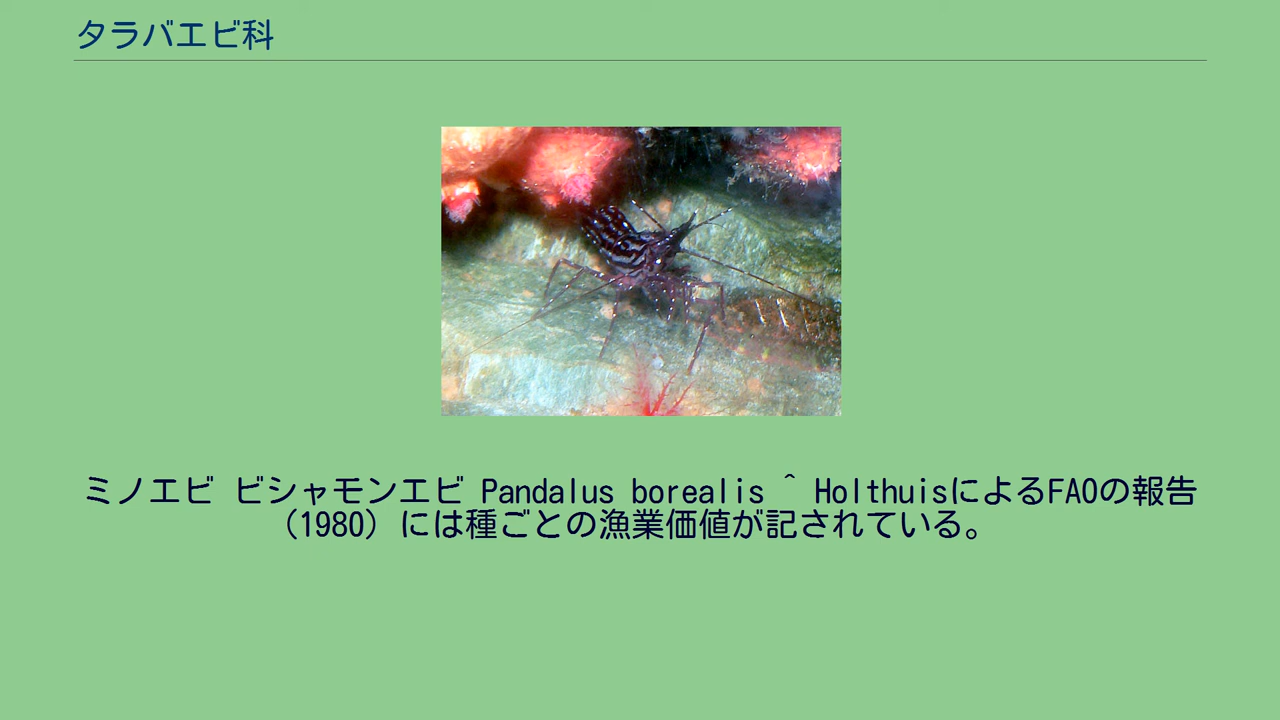 タラバエビ科
ミノエビ ビシャモンエビ Pandalus borealis ^ HolthuisによるFAOの報告
（1980）には種ごとの漁業価値が記されている。